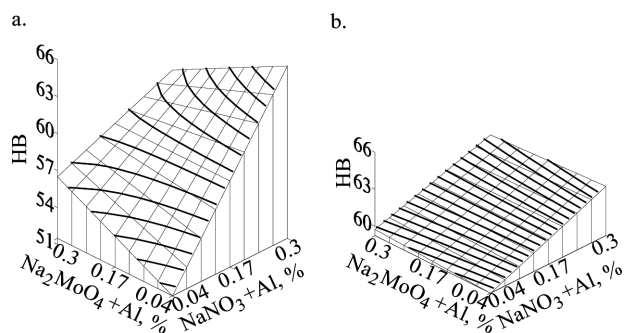 a.
66
63
60
57
54
51
HB
0.3
0.17
0.04
Na₂MoO₄ +Al, %
0.04
0.17
0.3
NaNO₃+Al, %
b.
66
63
60
HB
0.3
0.17
0.04
Na₂MoO₄ +Al, %
0.04
0.17
0.3
NaNO₃+Al, %